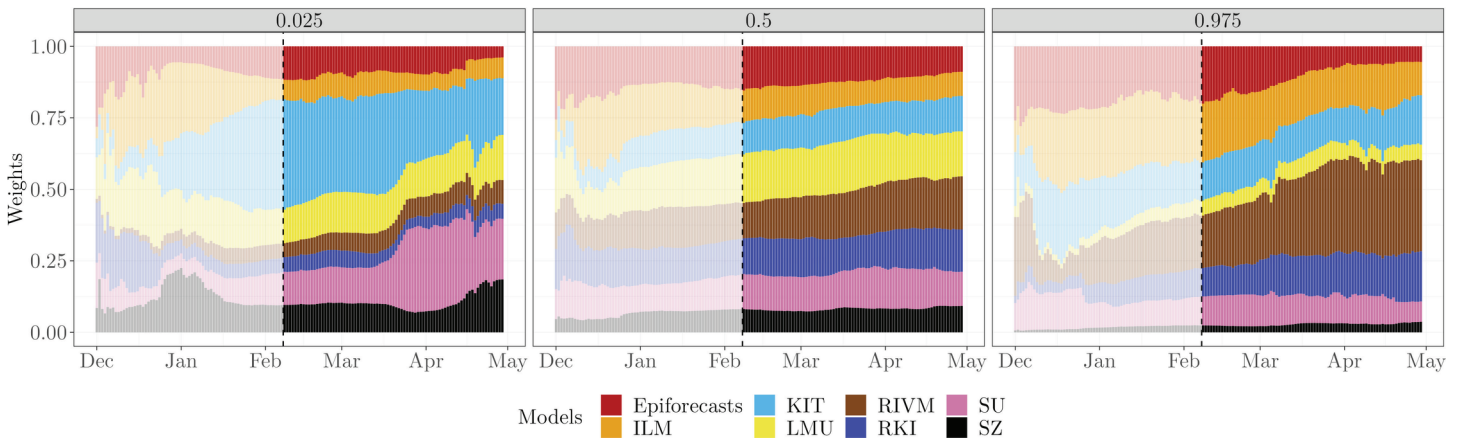 0.025 0.5 0.975
1.00
0.75
0.50
0.25
0.00
Weights
Dec Jan Feb Mar Apr May Dec Jan Feb Mar Apr May Dec Jan Feb Mar Apr May
Models Epiforecasts KIT RIVM SU
ILM LMU RKI SZ